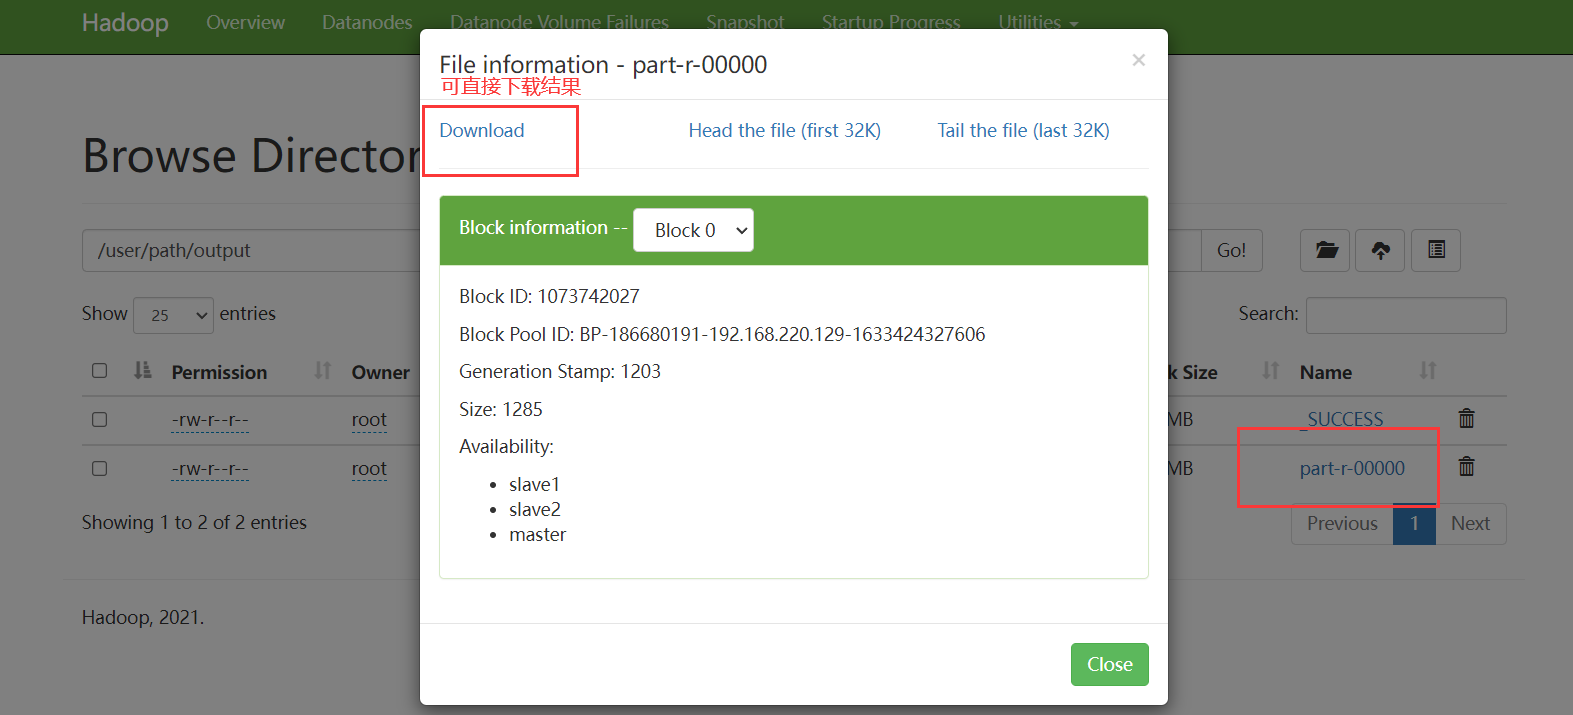 Hadoop Overview Datanodes Datanode Volume Failures Snapshot Startup Progress Utilities
File information - part-r-00000 ×
可直接下载结果
Download Head the file (first 32K) Tail the file (last 32K)
Browse Director
Block information -- Block 0
/user/path/output Go!
Block ID: 1073742027
Show 25 entries Search:
Block Pool ID: BP-186680191-192.168.220.129-1633424327606
Permission Owner k Size Name
Generation Stamp: 1203
Size: 1285
-rw-r--r-- root MB _SUCCESS
Availability:
-rw-r--r-- root MB part-r-00000
slave1
slave2
master
Showing 1 to 2 of 2 entries Previous 1 Next
Hadoop, 2021.
Close